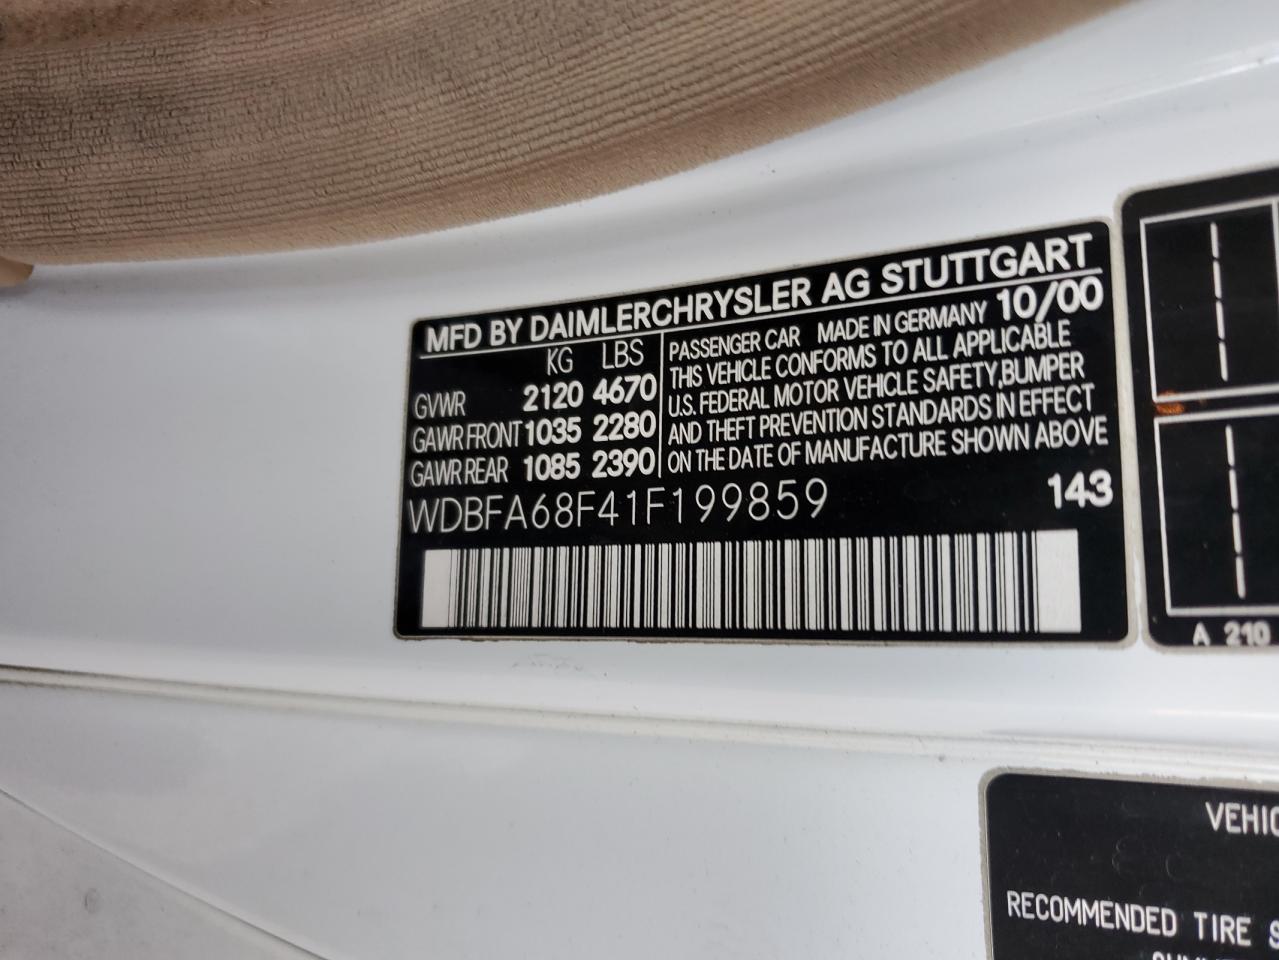 MFD BY DAIMLERCHRYSLER AG STUTTGART
KG LBS
GVWR 2120 4670
GAWR FRONT 1035 2280
GAWR REAR 1085 2390
PASSENGER CAR MADE IN GERMANY 10/00
THIS VEHICLE CONFORMS TO ALL APPLICABLE
U.S. FEDERAL MOTOR VEHICLE SAFETY,BUMPER
AND THEFT PREVENTION STANDARDS IN EFFECT
ON THE DATE OF MANUFACTURE SHOWN ABOVE
WDBFA68F41F199859 143
A 210
VEHIC
RECOMMENDED TIRE S